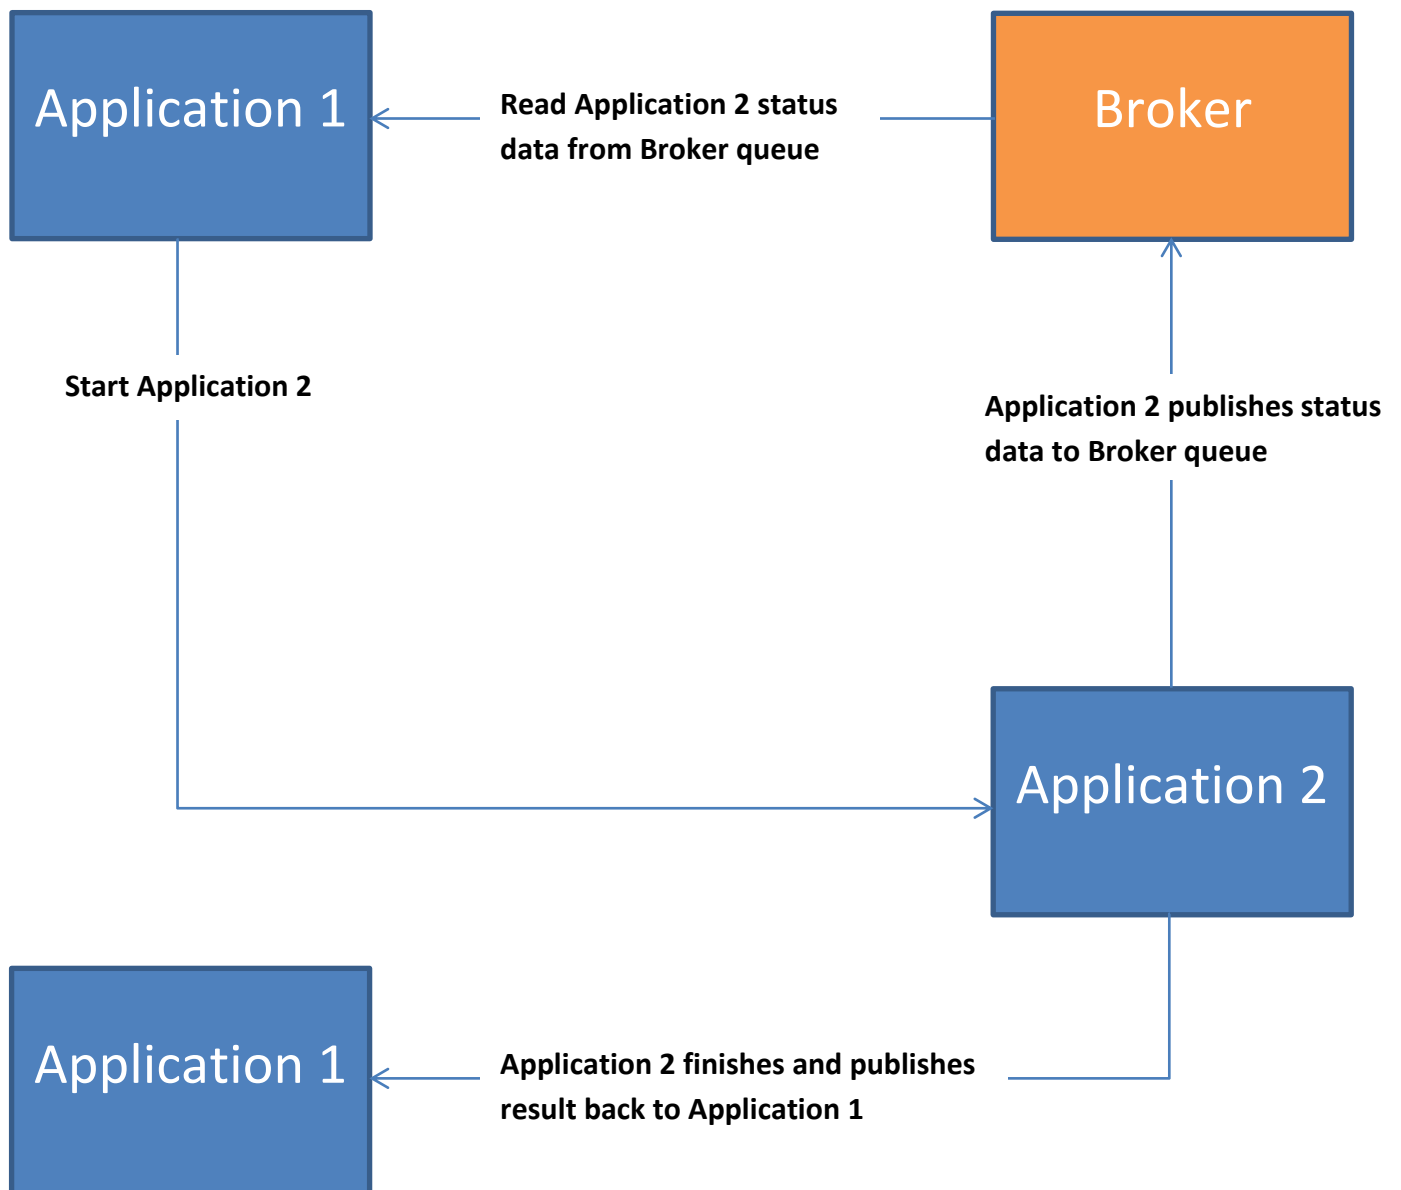 Application 1
Read Application 2 status
data from Broker queue
Broker
Start Application 2
Application 2 publishes status
data to Broker queue
Application 2
Application 1
Application 2 finishes and publishes
result back to Application 1